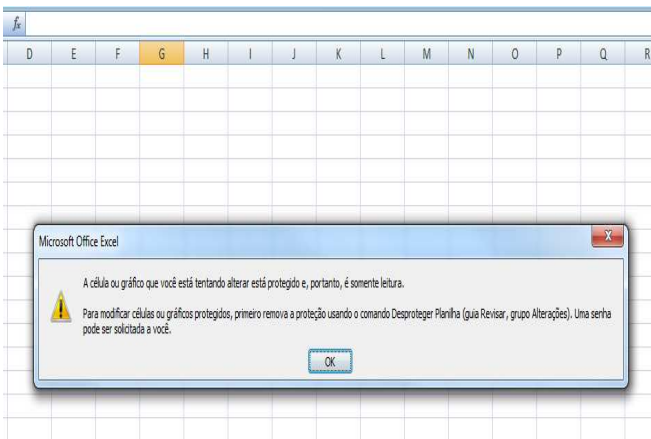 fx
D E F G H I J K L M N O P Q R
Microsoft Office Excel
X
A célula ou gráfico que você está tentando alterar está protegido e, portanto, é somente leitura.
Para modificar células ou gráficos protegidos, primeiro remova a proteção usando o comando Desproteger Planilha (guia Revisar, grupo Alterações). Uma senha
pode ser solicitada a você.
OK